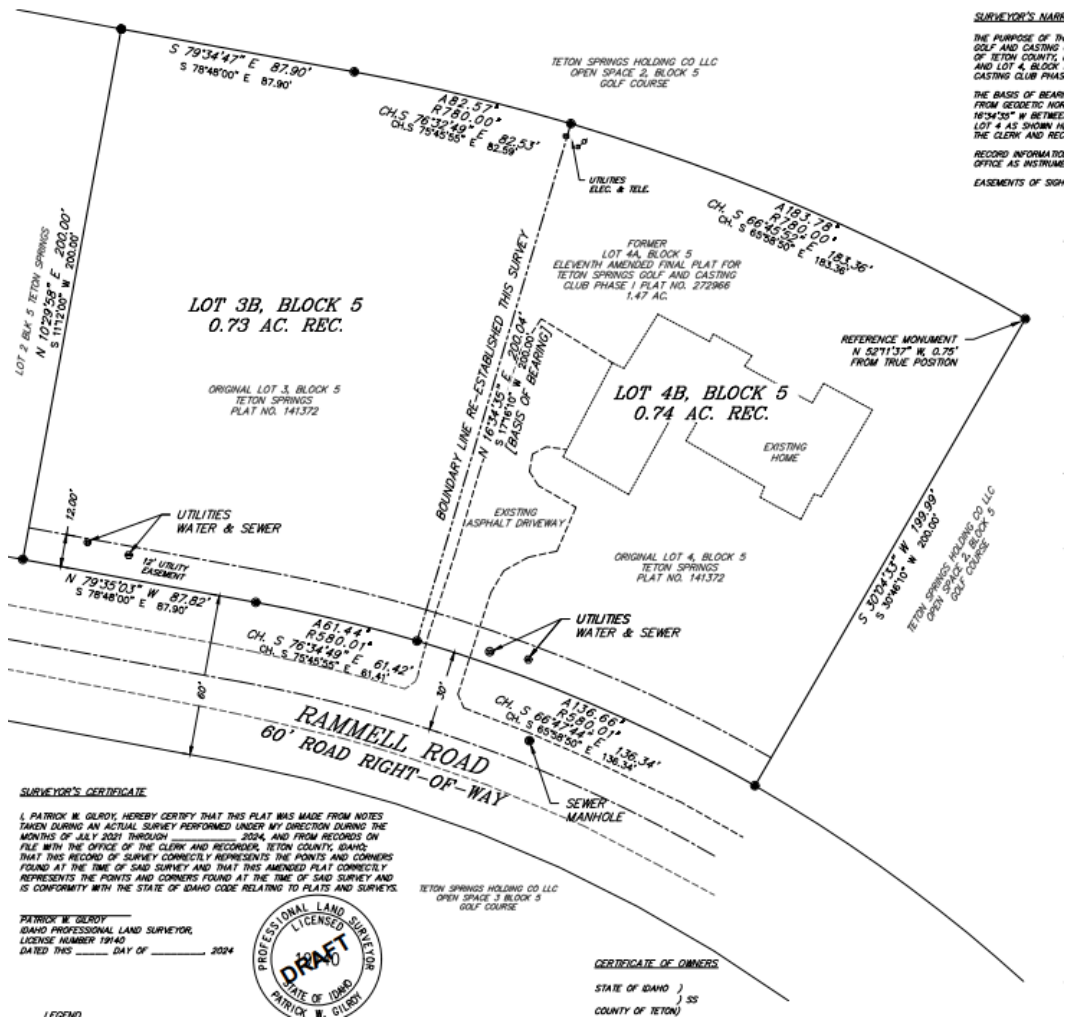 SURVEYOR'S NARR
THE PURPOSE OF TH
GOLF AND CASTING
OF TETON COUNTY,
AND LOT 4, BLOCK
CASTING CLUB PHAS
THE BASIS OF BEARI
FROM GEODETIC NOR
16°34'35" W BETWEE
LOT 4 AS SHOWN H
THE CLERK AND REC
RECORD INFORMATIO
OFFICE AS INSTRUME
EASEMENTS OF SIGH
S 79°34'47" E 87.90'
S 78°48'00" E 87.90'
TETON SPRINGS HOLDING CO LLC
OPEN SPACE 2, BLOCK 5
GOLF COURSE
A82.57'
R780.00'
CH.S 76°32'49" E 82.53'
CH.S 75°45'55" E 82.59'
UTILITIES
ELEC. & TELE.
A183.78'
R780.00'
CH. S 66°45'52" E 183.36'
CH. S 65°58'50" E 183.36'
FORMER
LOT 4A, BLOCK 5
ELEVENTH AMENDED FINAL PLAT FOR
TETON SPRINGS GOLF AND CASTING
CLUB PHASE I PLAT NO. 272966
1.47 AC.
LOT 2 BLK 5 TETON SPRINGS
N 10°29'58" E 200.00'
S 11°12'00" W 200.00'
LOT 3B, BLOCK 5
0.73 AC. REC.
ORIGINAL LOT 3, BLOCK 5
TETON SPRINGS
PLAT NO. 141372
BOUNDARY LINE RE-ESTABLISHED THIS SURVEY
N 16°34'35" E 200.04'
S 17°16'10" W 200.00'
[BASIS OF BEARING]
REFERENCE MONUMENT
N 52°11'37" W, 0.75'
FROM TRUE POSITION
LOT 4B, BLOCK 5
0.74 AC. REC.
EXISTING
HOME
EXISTING
ASPHALT DRIVEWAY
ORIGINAL LOT 4, BLOCK 5
TETON SPRINGS
PLAT NO. 141372
S 30°04'33" W 199.99'
S 30°46'10" W 200.00'
TETON SPRINGS HOLDING CO LLC
OPEN SPACE 2, BLOCK 5
GOLF COURSE
12.00'
UTILITIES
WATER & SEWER
12' UTILITY
EASEMENT
N 79°35'03" W 87.82'
S 78°48'00" E 87.90'
A61.44'
R580.01'
CH. S 76°34'49" E 61.42'
CH. S 75°45'55" E 61.41'
UTILITIES
WATER & SEWER
60'
30'
A136.66'
R580.01'
CH. S 66°47'44" E 136.34'
CH. S 65°58'50" E 136.34'
RAMMELL ROAD
60' ROAD RIGHT-OF-WAY
SEWER
MANHOLE
SURVEYOR'S CERTIFICATE
I, PATRICK W. GILROY, HEREBY CERTIFY THAT THIS PLAT WAS MADE FROM NOTES
TAKEN DURING AN ACTUAL SURVEY PERFORMED UNDER MY DIRECTION DURING THE
MONTHS OF JULY 2021 THROUGH __________ 2024, AND FROM RECORDS ON
FILE WITH THE OFFICE OF THE CLERK AND RECORDER, TETON COUNTY, IDAHO;
THAT THIS RECORD OF SURVEY CORRECTLY REPRESENTS THE POINTS AND CORNERS
FOUND AT THE TIME OF SAID SURVEY AND THAT THIS AMENDED PLAT CORRECTLY
REPRESENTS THE POINTS AND CORNERS FOUND AT THE TIME OF SAID SURVEY AND
IS CONFORMITY WITH THE STATE OF IDAHO CODE RELATING TO PLATS AND SURVEYS.
PATRICK W. GILROY
IDAHO PROFESSIONAL LAND SURVEYOR,
LICENSE NUMBER 19140
DATED THIS ______ DAY OF _________, 2024
PROFESSIONAL LAND SURVEYOR
LICENSED
DRAFT
STATE OF IDAHO
PATRICK W. GILROY
TETON SPRINGS HOLDING CO LLC
OPEN SPACE 3 BLOCK 5
GOLF COURSE
CERTIFICATE OF OWNERS
STATE OF IDAHO )
) SS
COUNTY OF TETON)
LEGEND